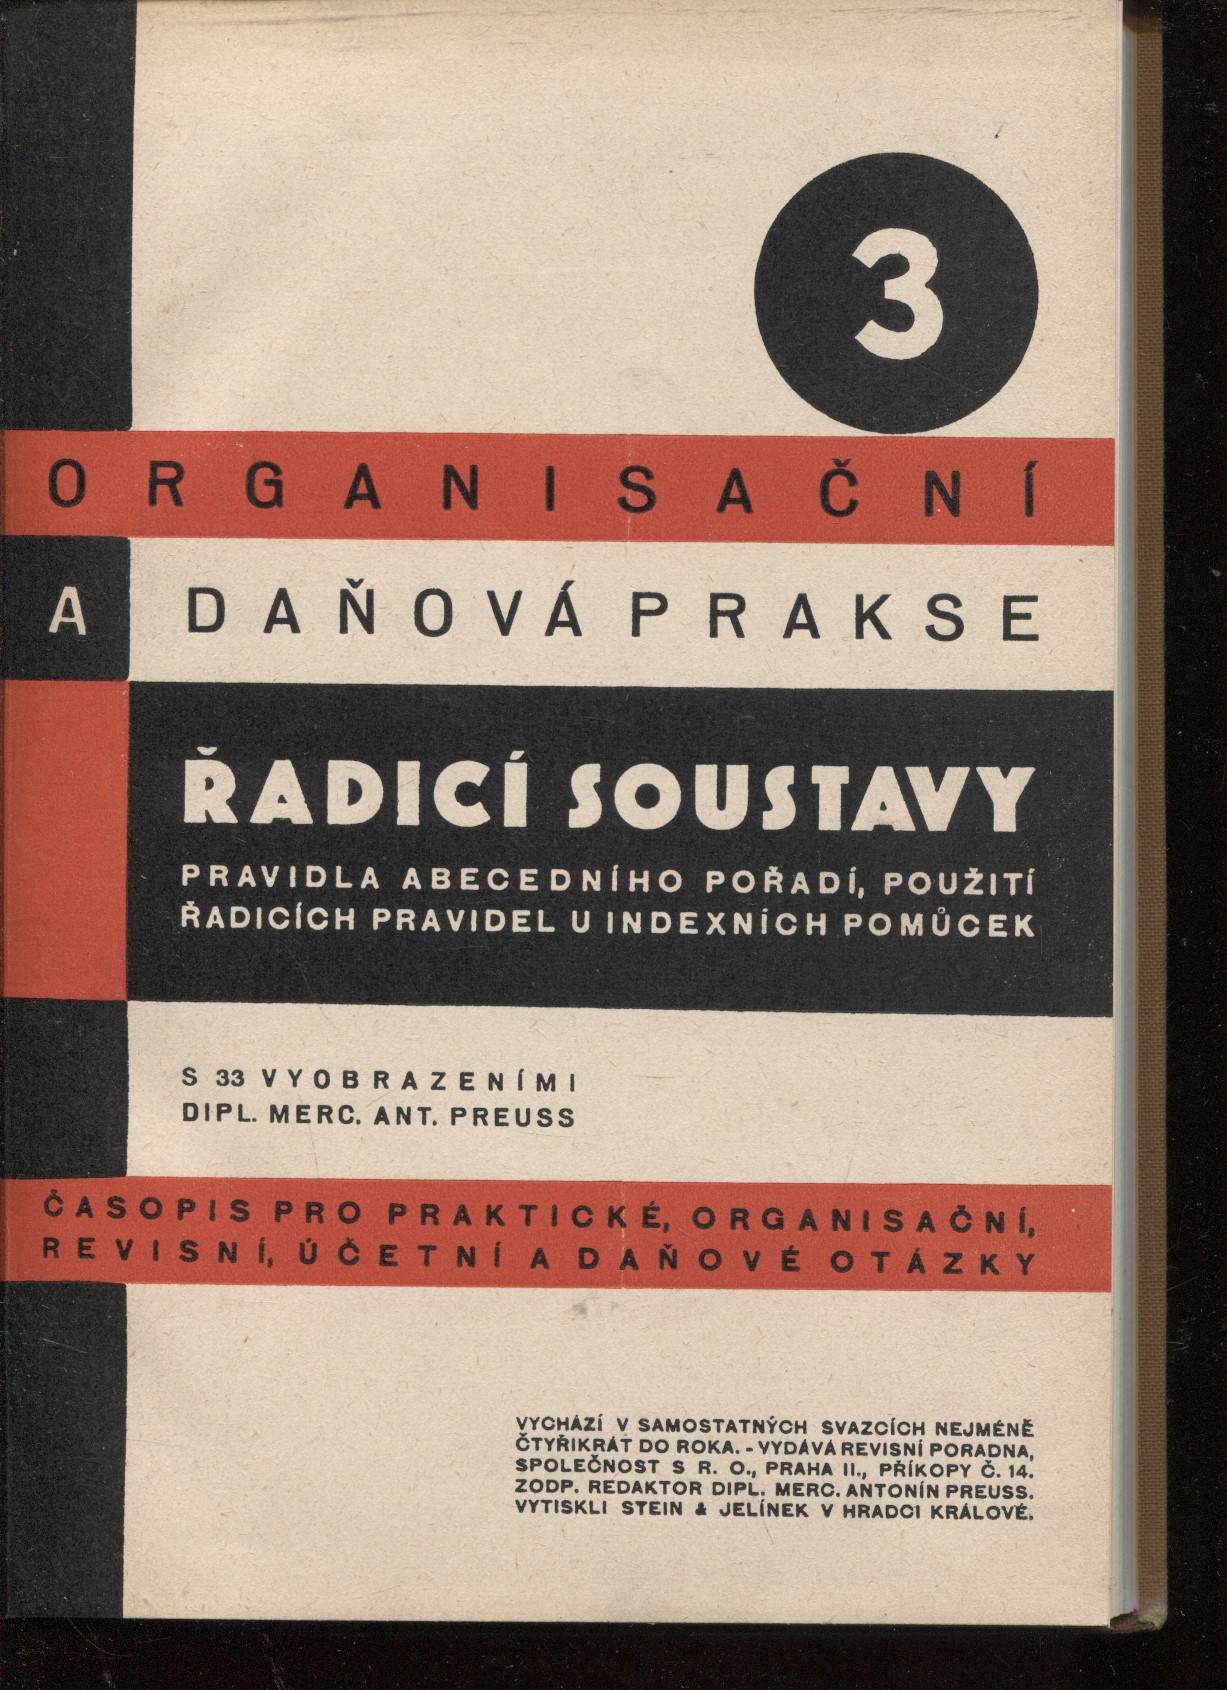 3
ORGANISAČNÍ
A DAŇOVÁ PRAKSE
ŘADICÍ SOUSTAVY
PRAVIDLA ABECEDNÍHO POŘADÍ, POUŽITÍ
ŘADICÍCH PRAVIDEL U INDEXNÍCH POMŮCEK
S 33 VYOBRAZENÍMI
DIPL. MERC. ANT. PREUSS
ČASOPIS PRO PRAKTICKÉ, ORGANISAČNÍ,
REVISNÍ, ÚČETNÍ A DAŇOVÉ OTÁZKY
VYCHÁZÍ V SAMOSTATNÝCH SVAZCÍCH NEJMÉNĚ
ČTYŘIKRÁT DO ROKA. - VYDÁVÁ REVISNÍ PORADNA,
SPOLEČNOST S R. O., PRAHA II., PŘÍKOPY Č. 14.
ZODP. REDAKTOR DIPL. MERC. ANTONÍN PREUSS.
VYTISKLI STEIN & JELÍNEK V HRADCI KRÁLOVÉ.